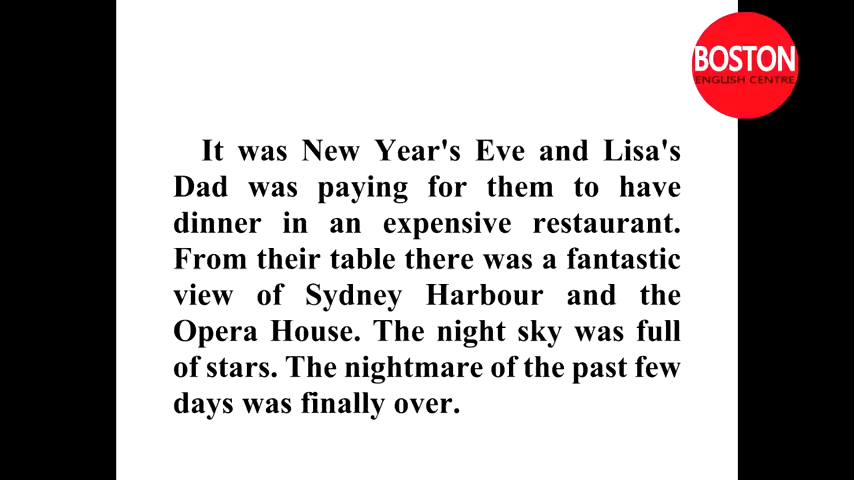 BOSTON
ENGLISH CENTRE
It was New Year's Eve and Lisa's
Dad was paying for them to have
dinner in an expensive restaurant.
From their table there was a fantastic
view of Sydney Harbour and the
Opera House. The night sky was full
of stars. The nightmare of the past few
days was finally over.